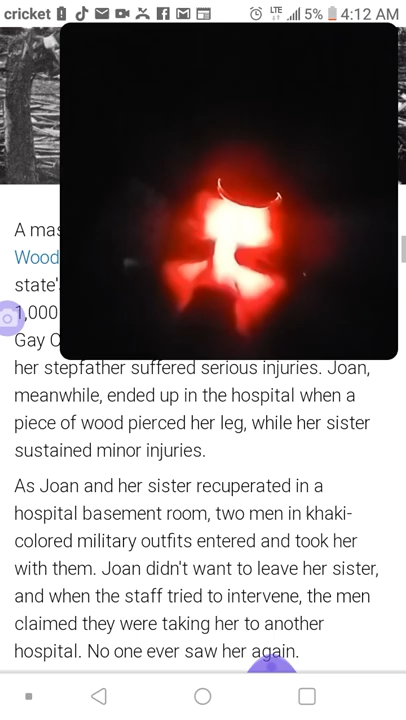 cricket LTE 5% 4:12 AM
A mas
Wood
state'
1,000
Gay C
her stepfather suffered serious injuries. Joan,
meanwhile, ended up in the hospital when a
piece of wood pierced her leg, while her sister
sustained minor injuries.
As Joan and her sister recuperated in a
hospital basement room, two men in khaki-
colored military outfits entered and took her
with them. Joan didn't want to leave her sister,
and when the staff tried to intervene, the men
claimed they were taking her to another
hospital. No one ever saw her again.